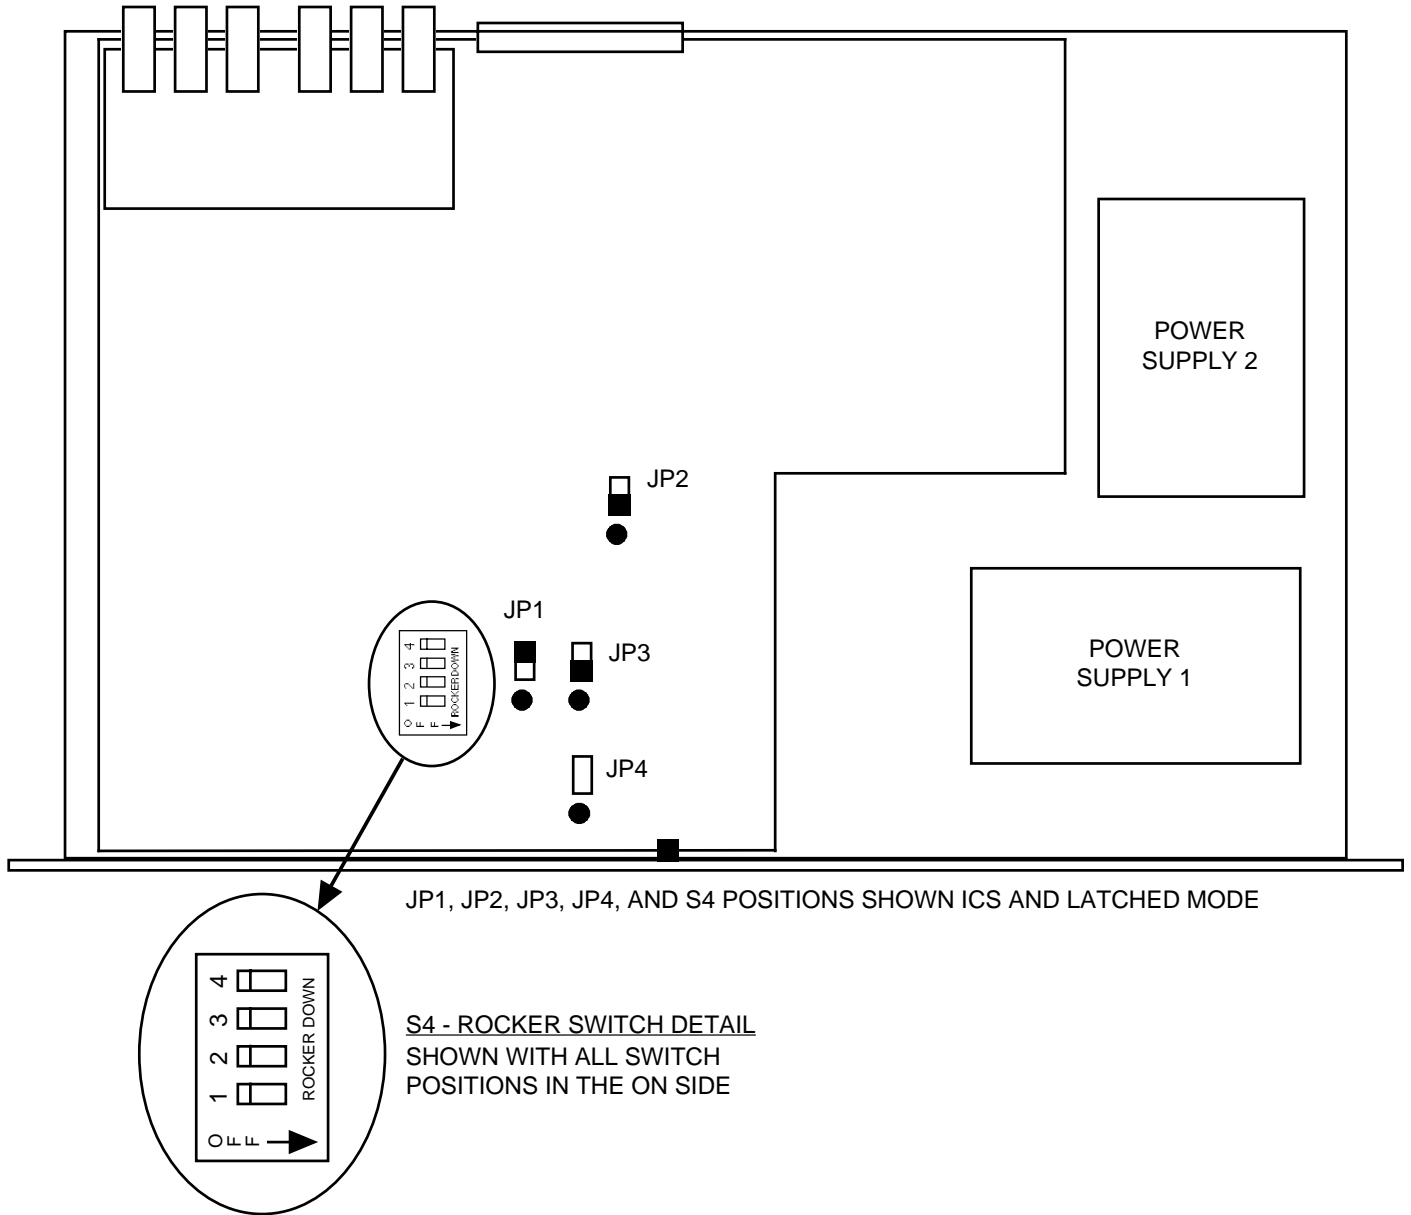 POWER
SUPPLY 2
JP2
JP1
JP3
4
3
2
1
ROCKER DOWN
OFF
POWER
SUPPLY 1
JP4
JP1, JP2, JP3, JP4, AND S4 POSITIONS SHOWN ICS AND LATCHED MODE
4
3
2
1
ROCKER DOWN
OFF
S4 - ROCKER SWITCH DETAIL
SHOWN WITH ALL SWITCH
POSITIONS IN THE ON SIDE